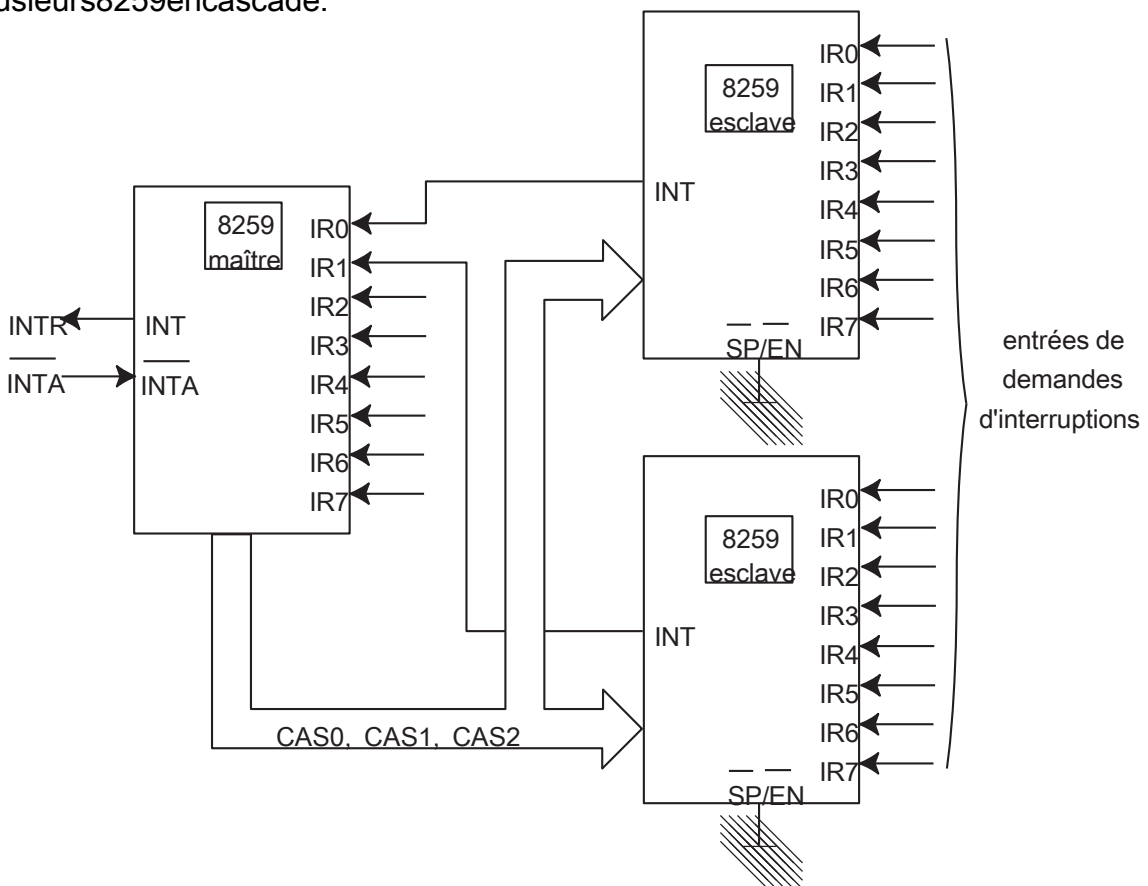 usieurs8259encascade.
8259
esclave
IR0
IR1
IR2
IR3
IR4
IR5
IR6
IR7
INT
SP/EN
8259
maître
IR0
IR1
IR2
IR3
IR4
IR5
IR6
IR7
INTR
INT
INTA
INTA
entrées de
demandes
d'interruptions
8259
esclave
IR0
IR1
IR2
IR3
IR4
IR5
IR6
IR7
INT
SP/EN
CAS0, CAS1, CAS2